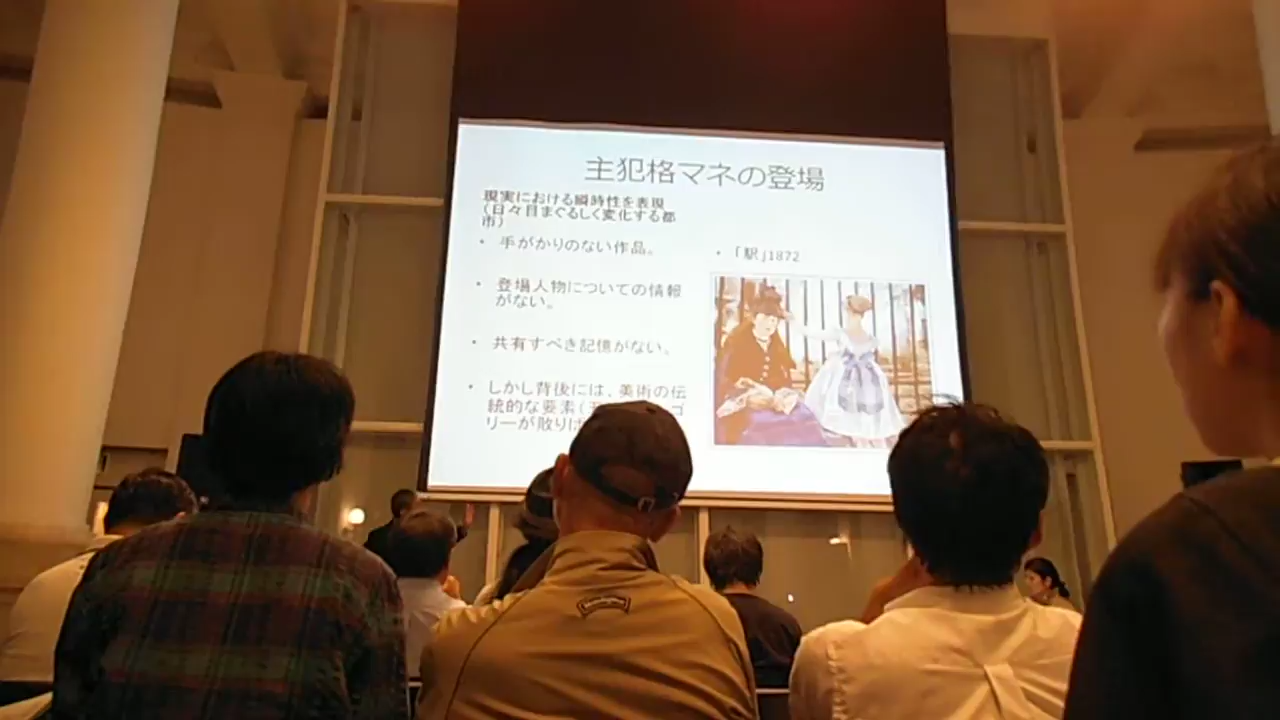 主犯格マネの登場
現実における瞬時性を表現
（日々目まぐるしく変化する都
市）
・ 手がかりのない作品。
・ 「駅」1872
・ 登場人物についての情報
がない。
・ 共有すべき記憶がない。
・ しかし背後には、美術の伝
統的な要素（
ゴ
リーが散りば